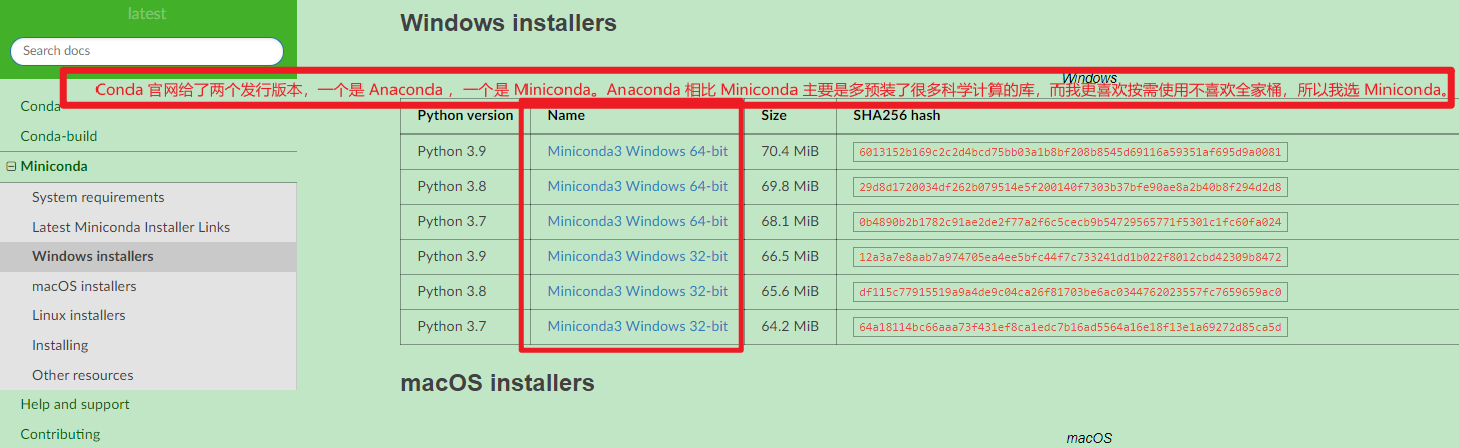 latest
Search docs
Conda
Conda-build
Miniconda
System requirements
Latest Miniconda Installer Links
Windows installers
macOS installers
Linux installers
Installing
Other resources
Help and support
Contributing
Windows installers
Windows
Conda 官网给了两个发行版本，一个是 Anaconda ，一个是 Miniconda。Anaconda 相比 Miniconda 主要是多预装了很多科学计算的库，而我更喜欢按需使用不喜欢全家桶，所以我选 Miniconda。
Python version Name Size SHA256 hash
Python 3.9 Miniconda3 Windows 64-bit 70.4 MiB 6013152b169c2c2d4bcd75bb03a1b8bf208b8545d69116a59351af695d9a0081
Python 3.8 Miniconda3 Windows 64-bit 69.8 MiB 29d8d1720034df262b079514e5f200140f7303b37bfe90ae8a2b40b8f294d2d8
Python 3.7 Miniconda3 Windows 64-bit 68.1 MiB 0b4890b2b1782c91ae2de2f77a2f6c5cecb9b54729565771f5301c1fc60fa024
Python 3.9 Miniconda3 Windows 32-bit 66.5 MiB 12a3a7e8aab7a974705ea4ee5bfc44f7c733241dd1b022f8012cbd42309b8472
Python 3.8 Miniconda3 Windows 32-bit 65.6 MiB df115c77915519a9a4de9c04ca26f81703be6ac0344762023557fc7659659ac0
Python 3.7 Miniconda3 Windows 32-bit 64.2 MiB 64a18114bc66aaa73f431ef8ca1edc7b16ad5564a16e18f13e1a69272d85ca5d
macOS installers
macOS